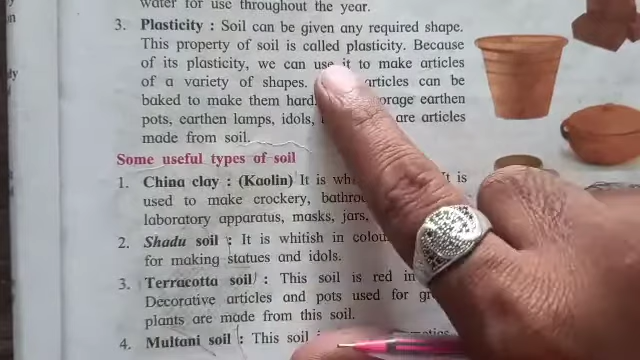 water for use throughout the year.
3. Plasticity: Soil can be given any required shape.
This property of soil is called plasticity. Because
of its plasticity, we can use it to make articles
of a variety of shapes. articles can be
baked to make them hard. earthen
pots, earthen lamps, idols, are articles
made from soil.
Some useful types of soil
1. China clay : (Kaolin) It is is
used to make crockery,
laboratory apparatus, masks, jars,
2. Shadu soil : It is whitish in
for making statues and idols.
3. Terracotta soil : This soil is red in
Decorative articles and pots used for
plants are made from this soil.
4. Multani soil : This soil